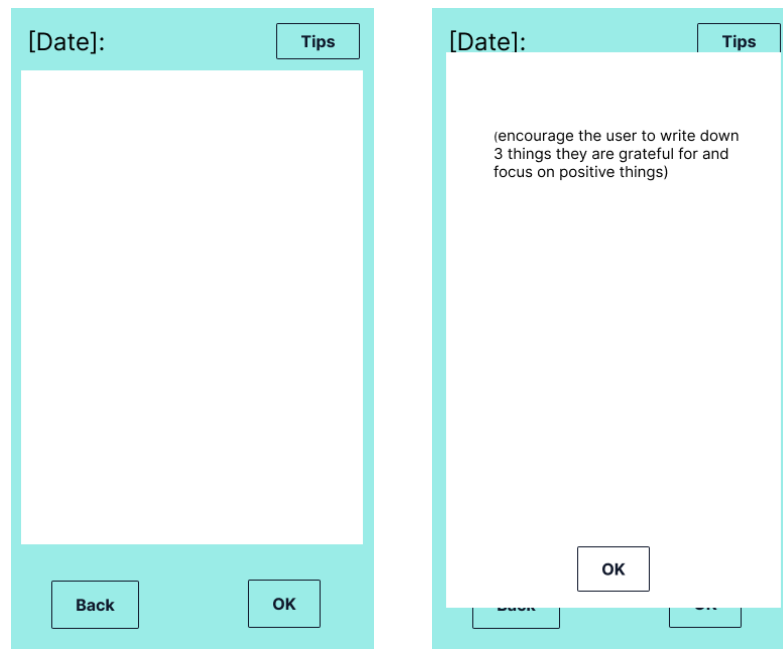 [Date]:
Tips
Back
OK
[Date]:
Tips
(encourage the user to write down
3 things they are grateful for and
focus on positive things)
OK